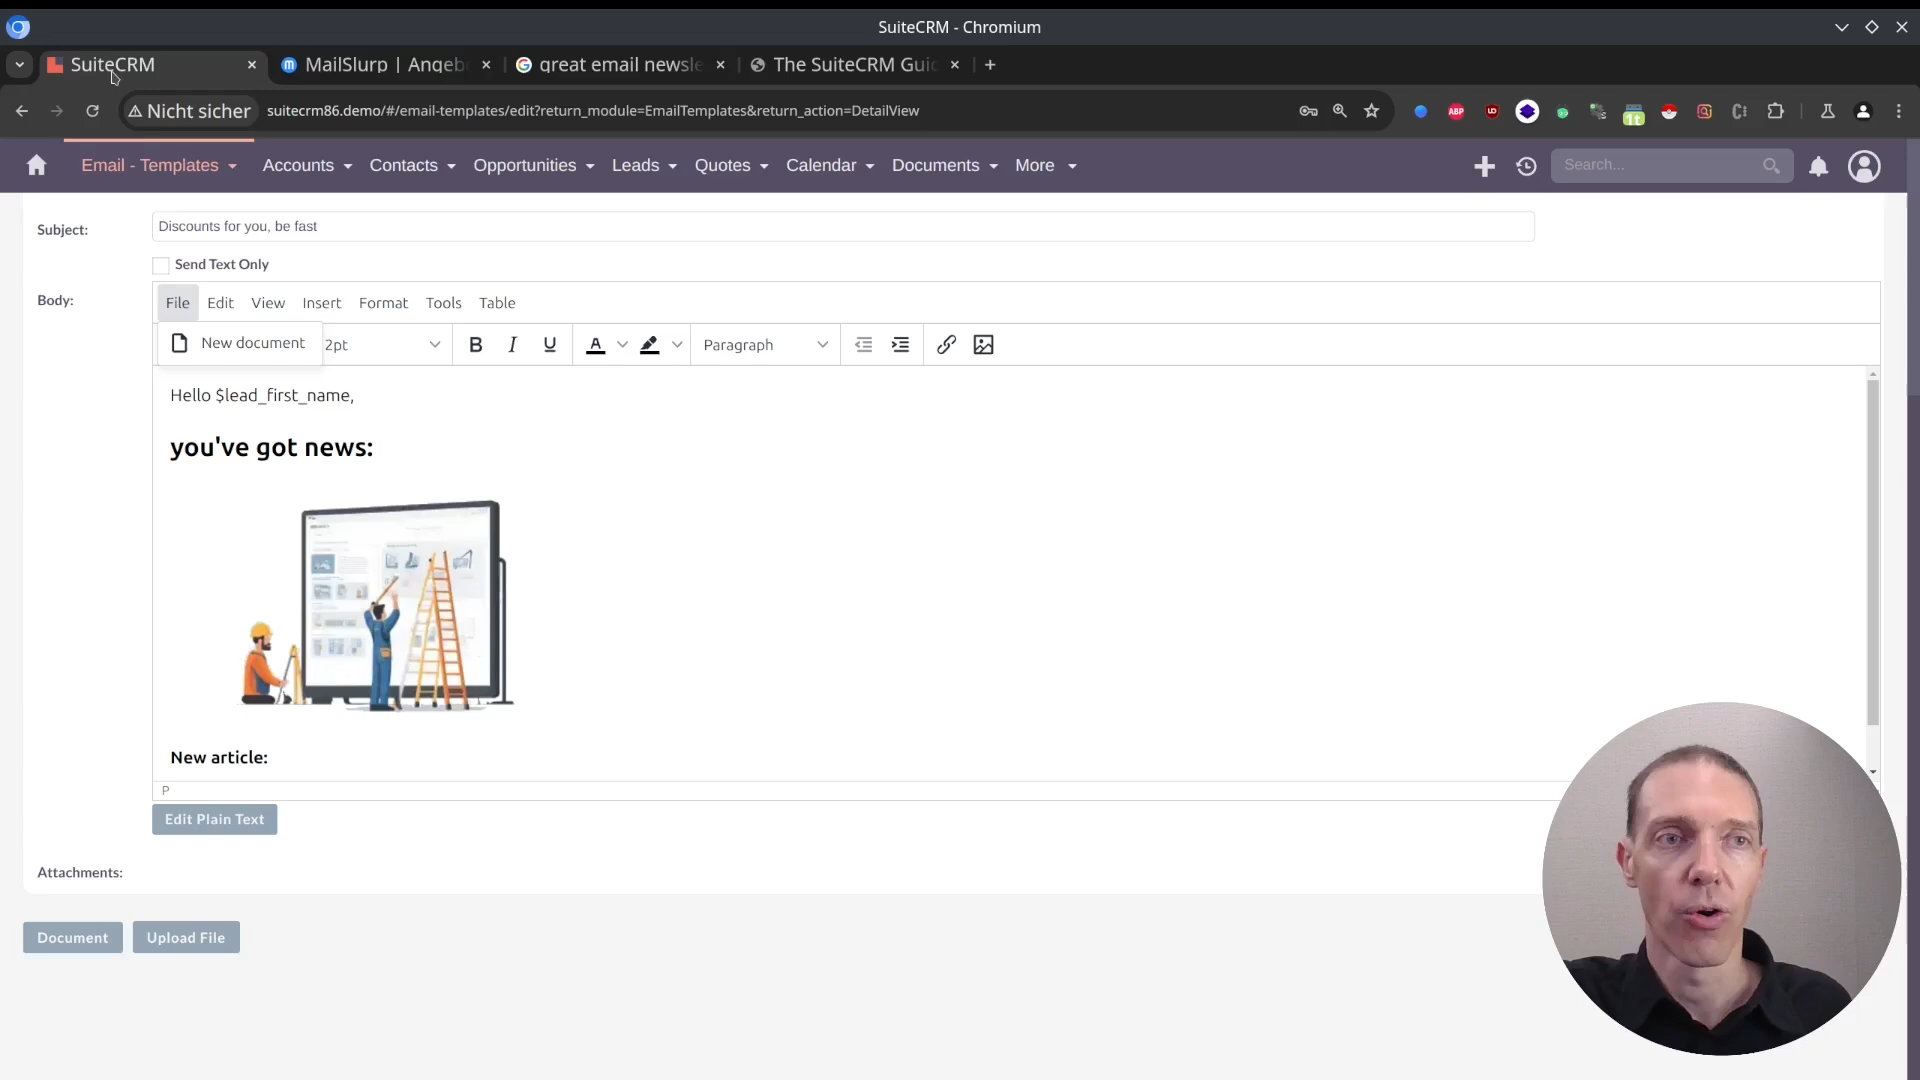 SuiteCRM - Chromium
SuiteCRM
MailSlurp | Angeb
great email newsle
The SuiteCRM Gui
Nicht sicher
suitecrm86.demo/#/email-templates/edit?return_module=EmailTemplates&return_action=DetailView
ABP
1t
Email - Templates
Accounts
Contacts
Opportunities
Leads
Quotes
Calendar
Documents
More
Search...
Subject:
Discounts for you, be fast
Send Text Only
Body:
File
Edit
View
Insert
Format
Tools
Table
New document
2pt
B
I
U
A
Paragraph
Hello $lead_first_name,
you've got news:
New article:
P
Edit Plain Text
Attachments:
Document
Upload File